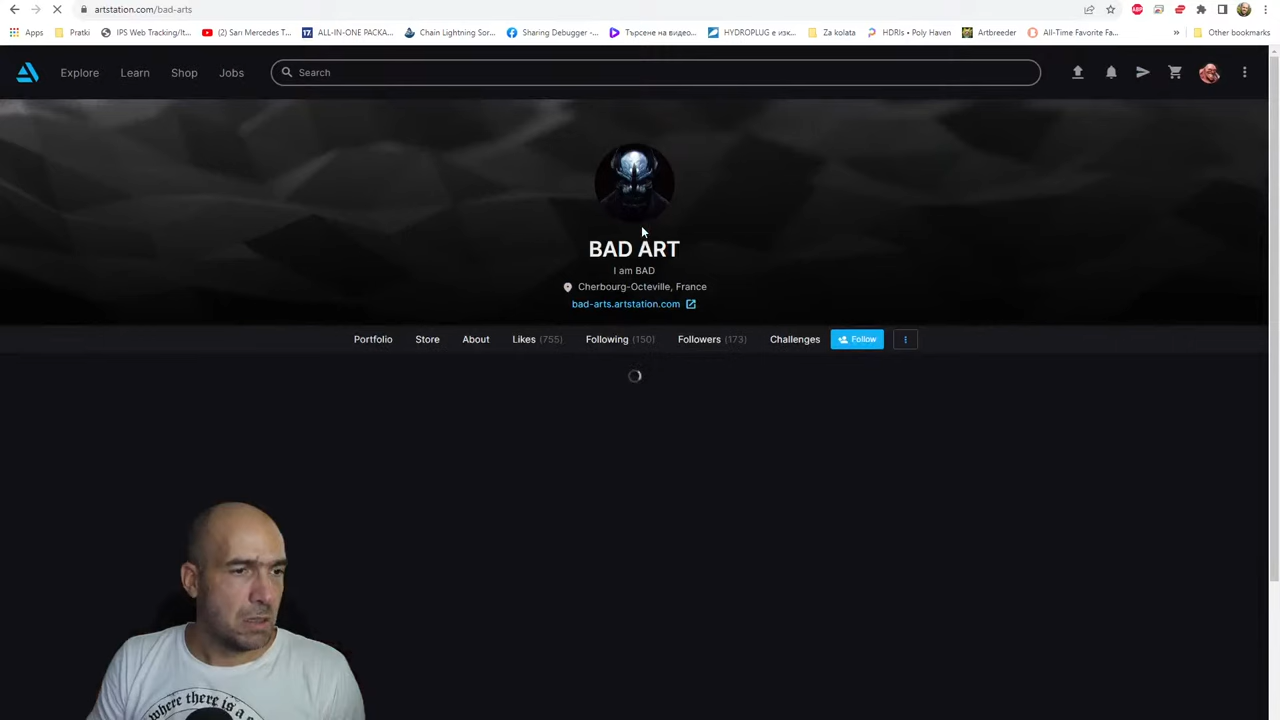 artstation.com/bad-arts
Apps Pratki IPS Web Tracking/It... (2) Sari Mercedes T... ALL-IN-ONE PACKA... Chain Lightning Sor... Sharing Debugger -... Търсене на видео... HYDROPLUG е изк... Za kolata HDRIs • Poly Haven Artbreeder All-Time Favorite Fa... » Other bookmarks
Explore Learn Shop Jobs Search
BAD ART
I am BAD
Cherbourg-Octeville, France
bad-arts.artstation.com
Portfolio Store About Likes (755) Following (150) Followers (173) Challenges Follow
where there is a